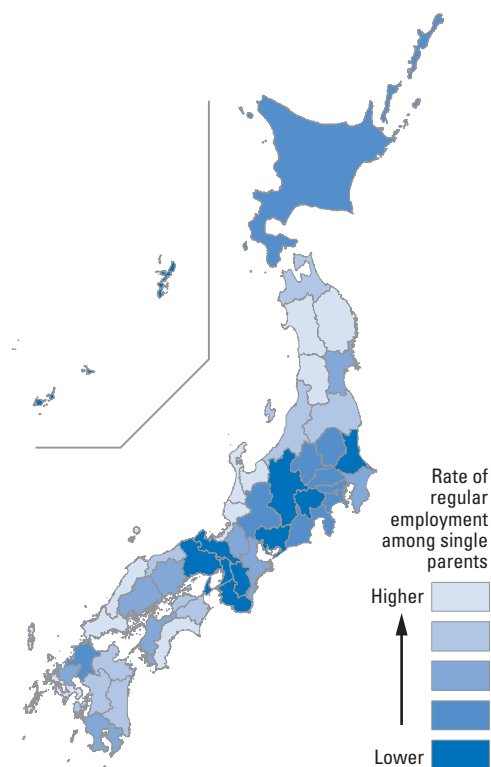 Rate of
regular
employment
among single
parents
Higher
Lower